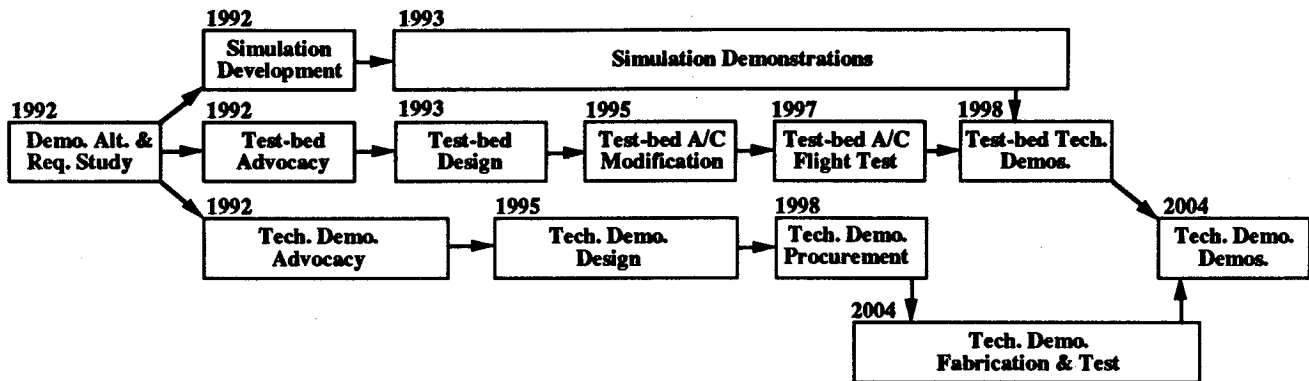 1992
Simulation
Development
1993
Simulation Demonstrations
1992
Demo. Alt. &
Req. Study
1992
Test-bed
Advocacy
1993
Test-bed
Design
1995
Test-bed A/C
Modification
1997
Test-bed A/C
Flight Test
1998
Test-bed Tech.
Demos.
1992
Tech. Demo.
Advocacy
1995
Tech. Demo.
Design
1998
Tech. Demo.
Procurement
2004
Tech. Demo.
Demos.
2004
Tech. Demo.
Fabrication & Test